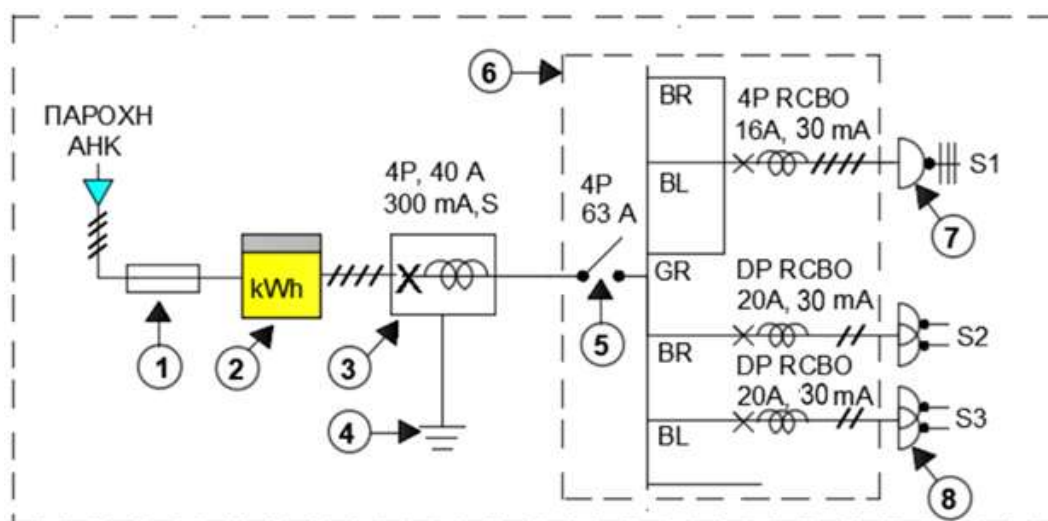 ΠΑΡΟΧΗ
ΑΗΚ
1
kWh
2
4P, 40 A
300 mA,S
3
4
6
4P
63 A
5
BR
BL
GR
BR
BL
4P RCBO
16A, 30 mA
S1
7
DP RCBO
20A, 30 mA
S2
DP RCBO
20A, 30 mA
S3
8